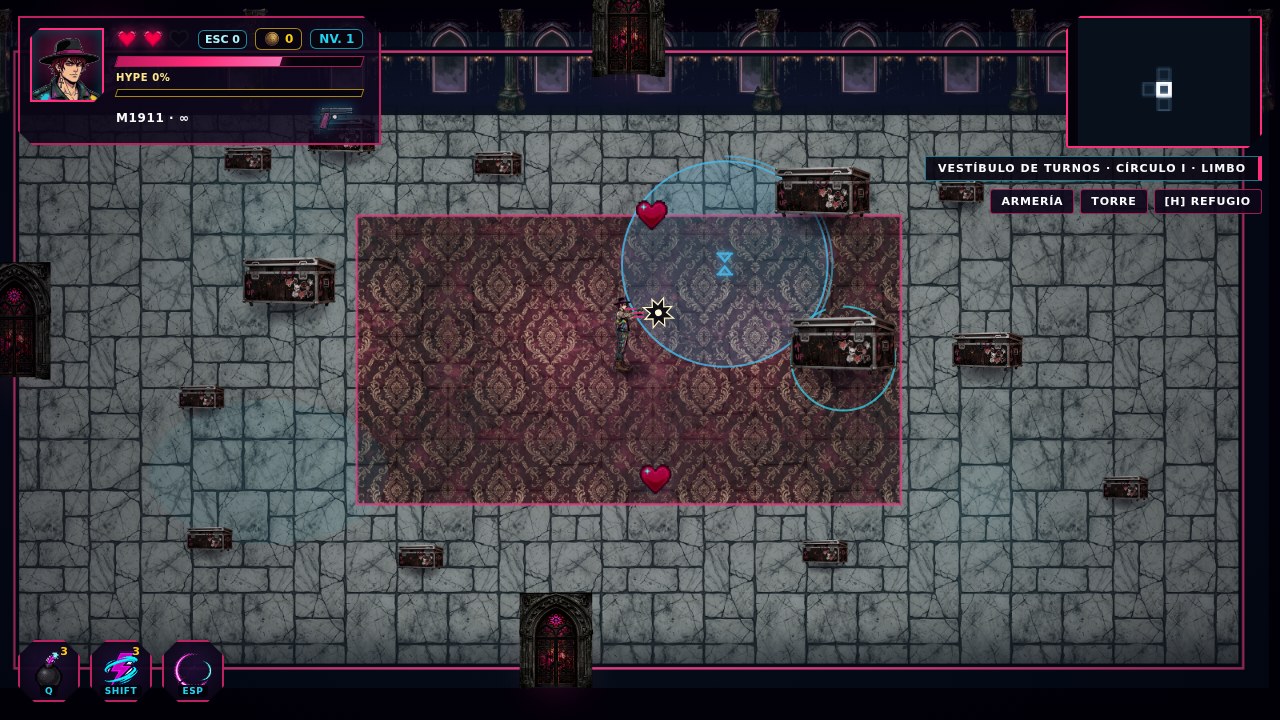 ESC 0
0
NV. 1
HYPE 0%
M1911 · ∞
VESTÍBULO DE TURNOS · CÍRCULO I · LIMBO
ARMERÍA
TORRE
[H] REFUGIO
3
Q
3
SHIFT
ESP